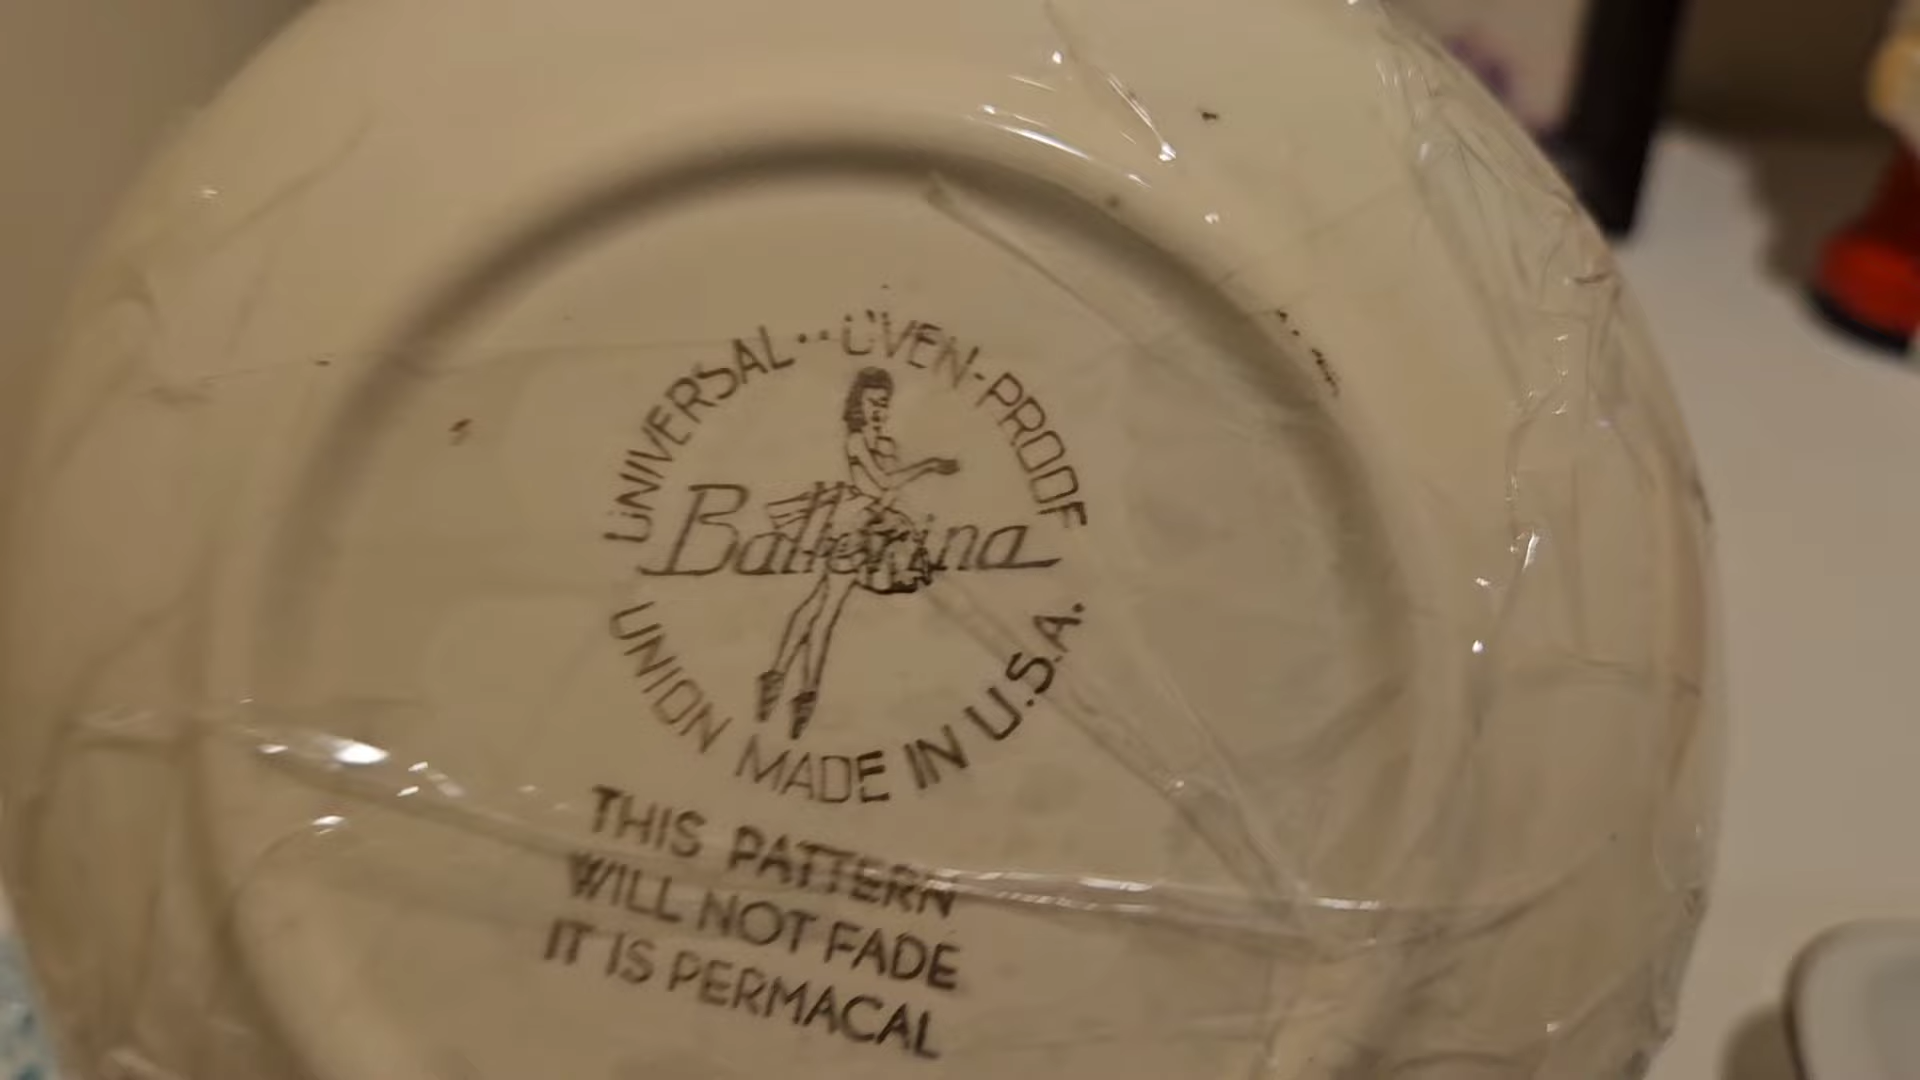 UNIVERSAL··OVEN-PROOF
Ballerina
UNION MADE IN U.S.A.
THIS PATTERN
WILL NOT FADE
IT IS PERMACAL